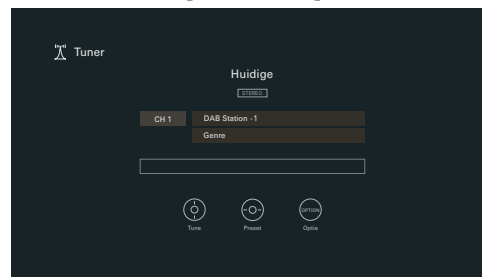 Tuner
Huidige
STEREO
CH 1 DAB Station -1
Genre
OPTION
Tune Preset Optie